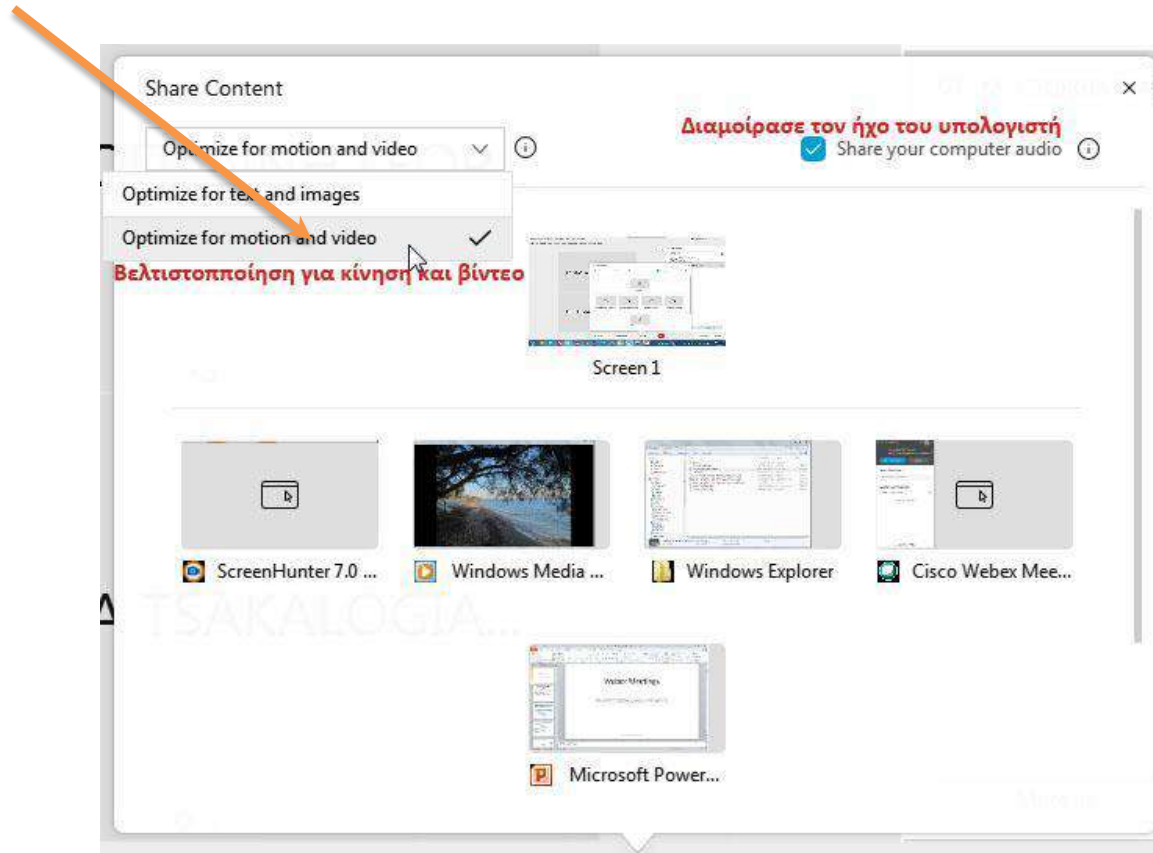 Share Content
Διαμοίρασε τον ήχο του υπολογιστή
Optimize for motion and video
Share your computer audio
Optimize for text and images
Optimize for motion and video
Βελτιστοπποίηση για κίνηση και βίντεο
Screen 1
ScreenHunter 7.0 ...
Windows Media ...
Windows Explorer
Cisco Webex Mee...
TSAKALOGIA...
Webex Meetings
Microsoft Power...